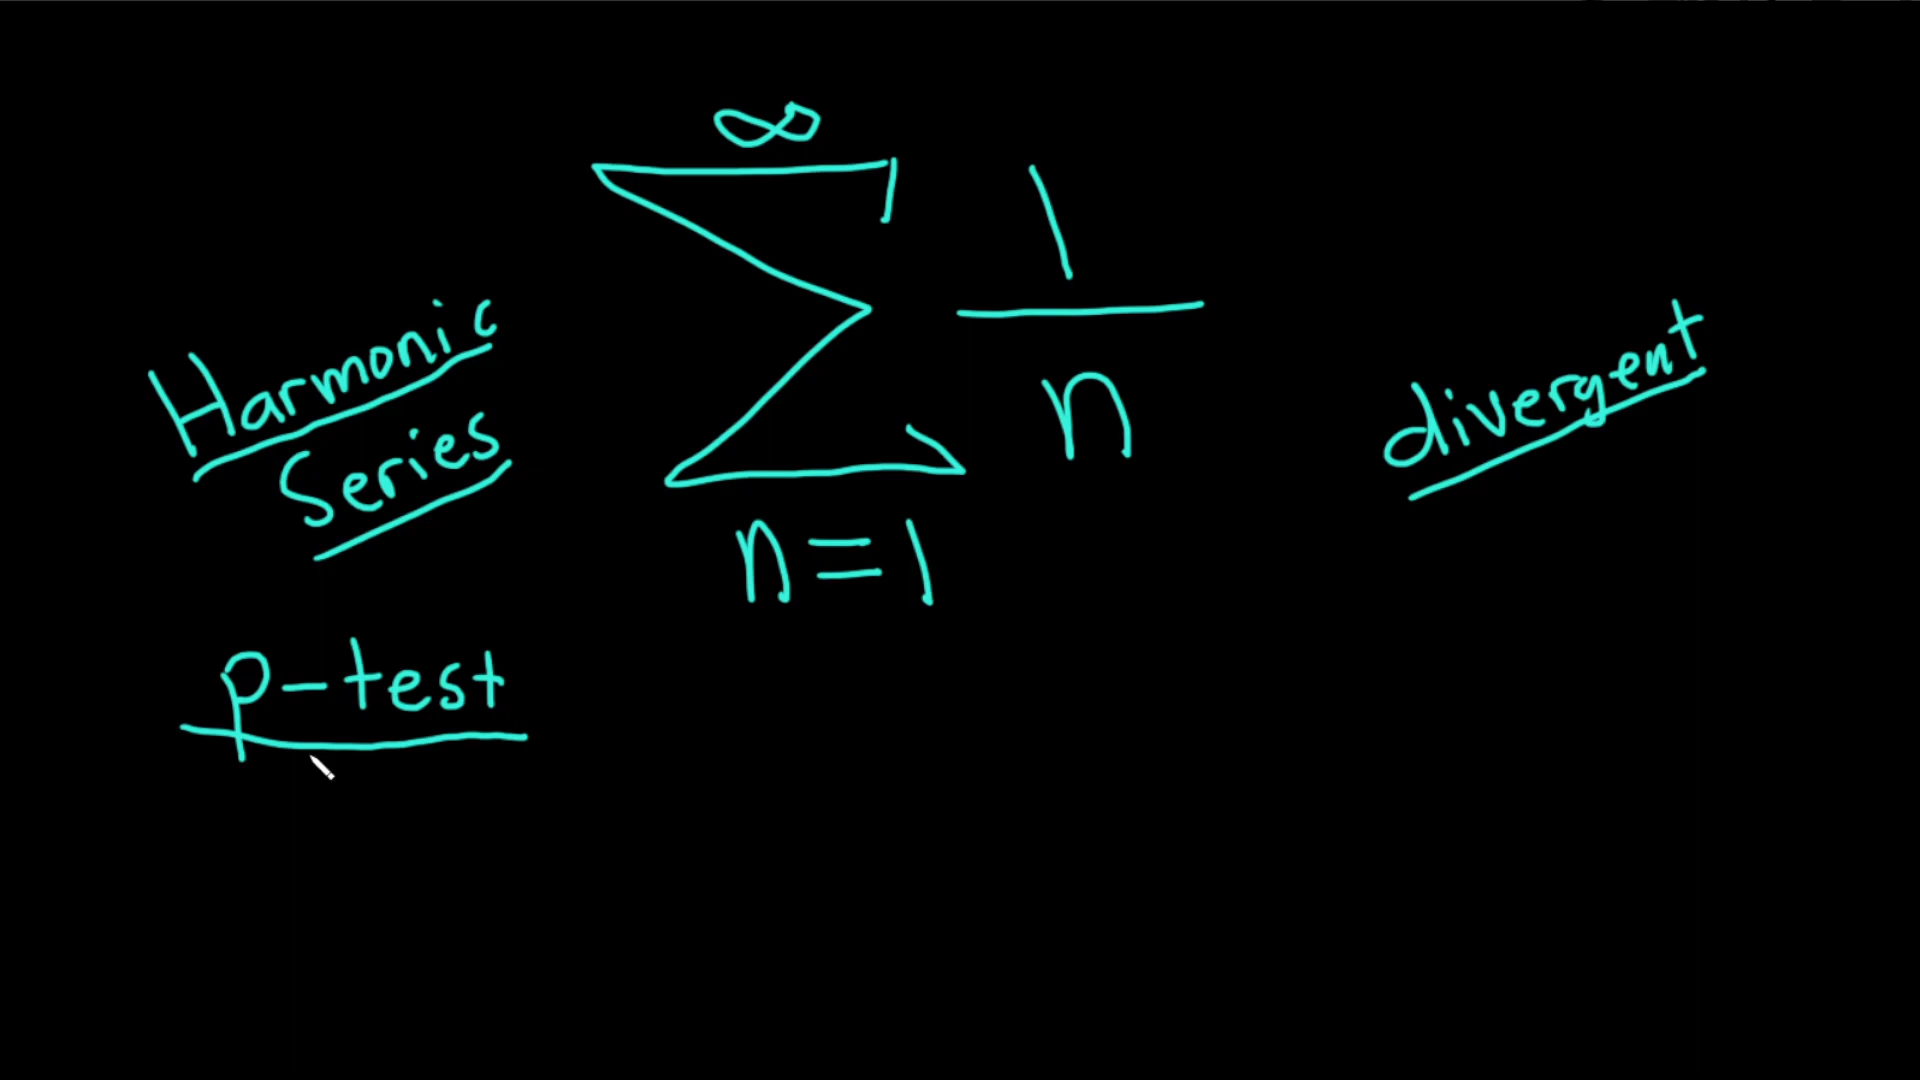 Harmonic
Series
∞
Σ 1/n
n=1
divergent
p-test